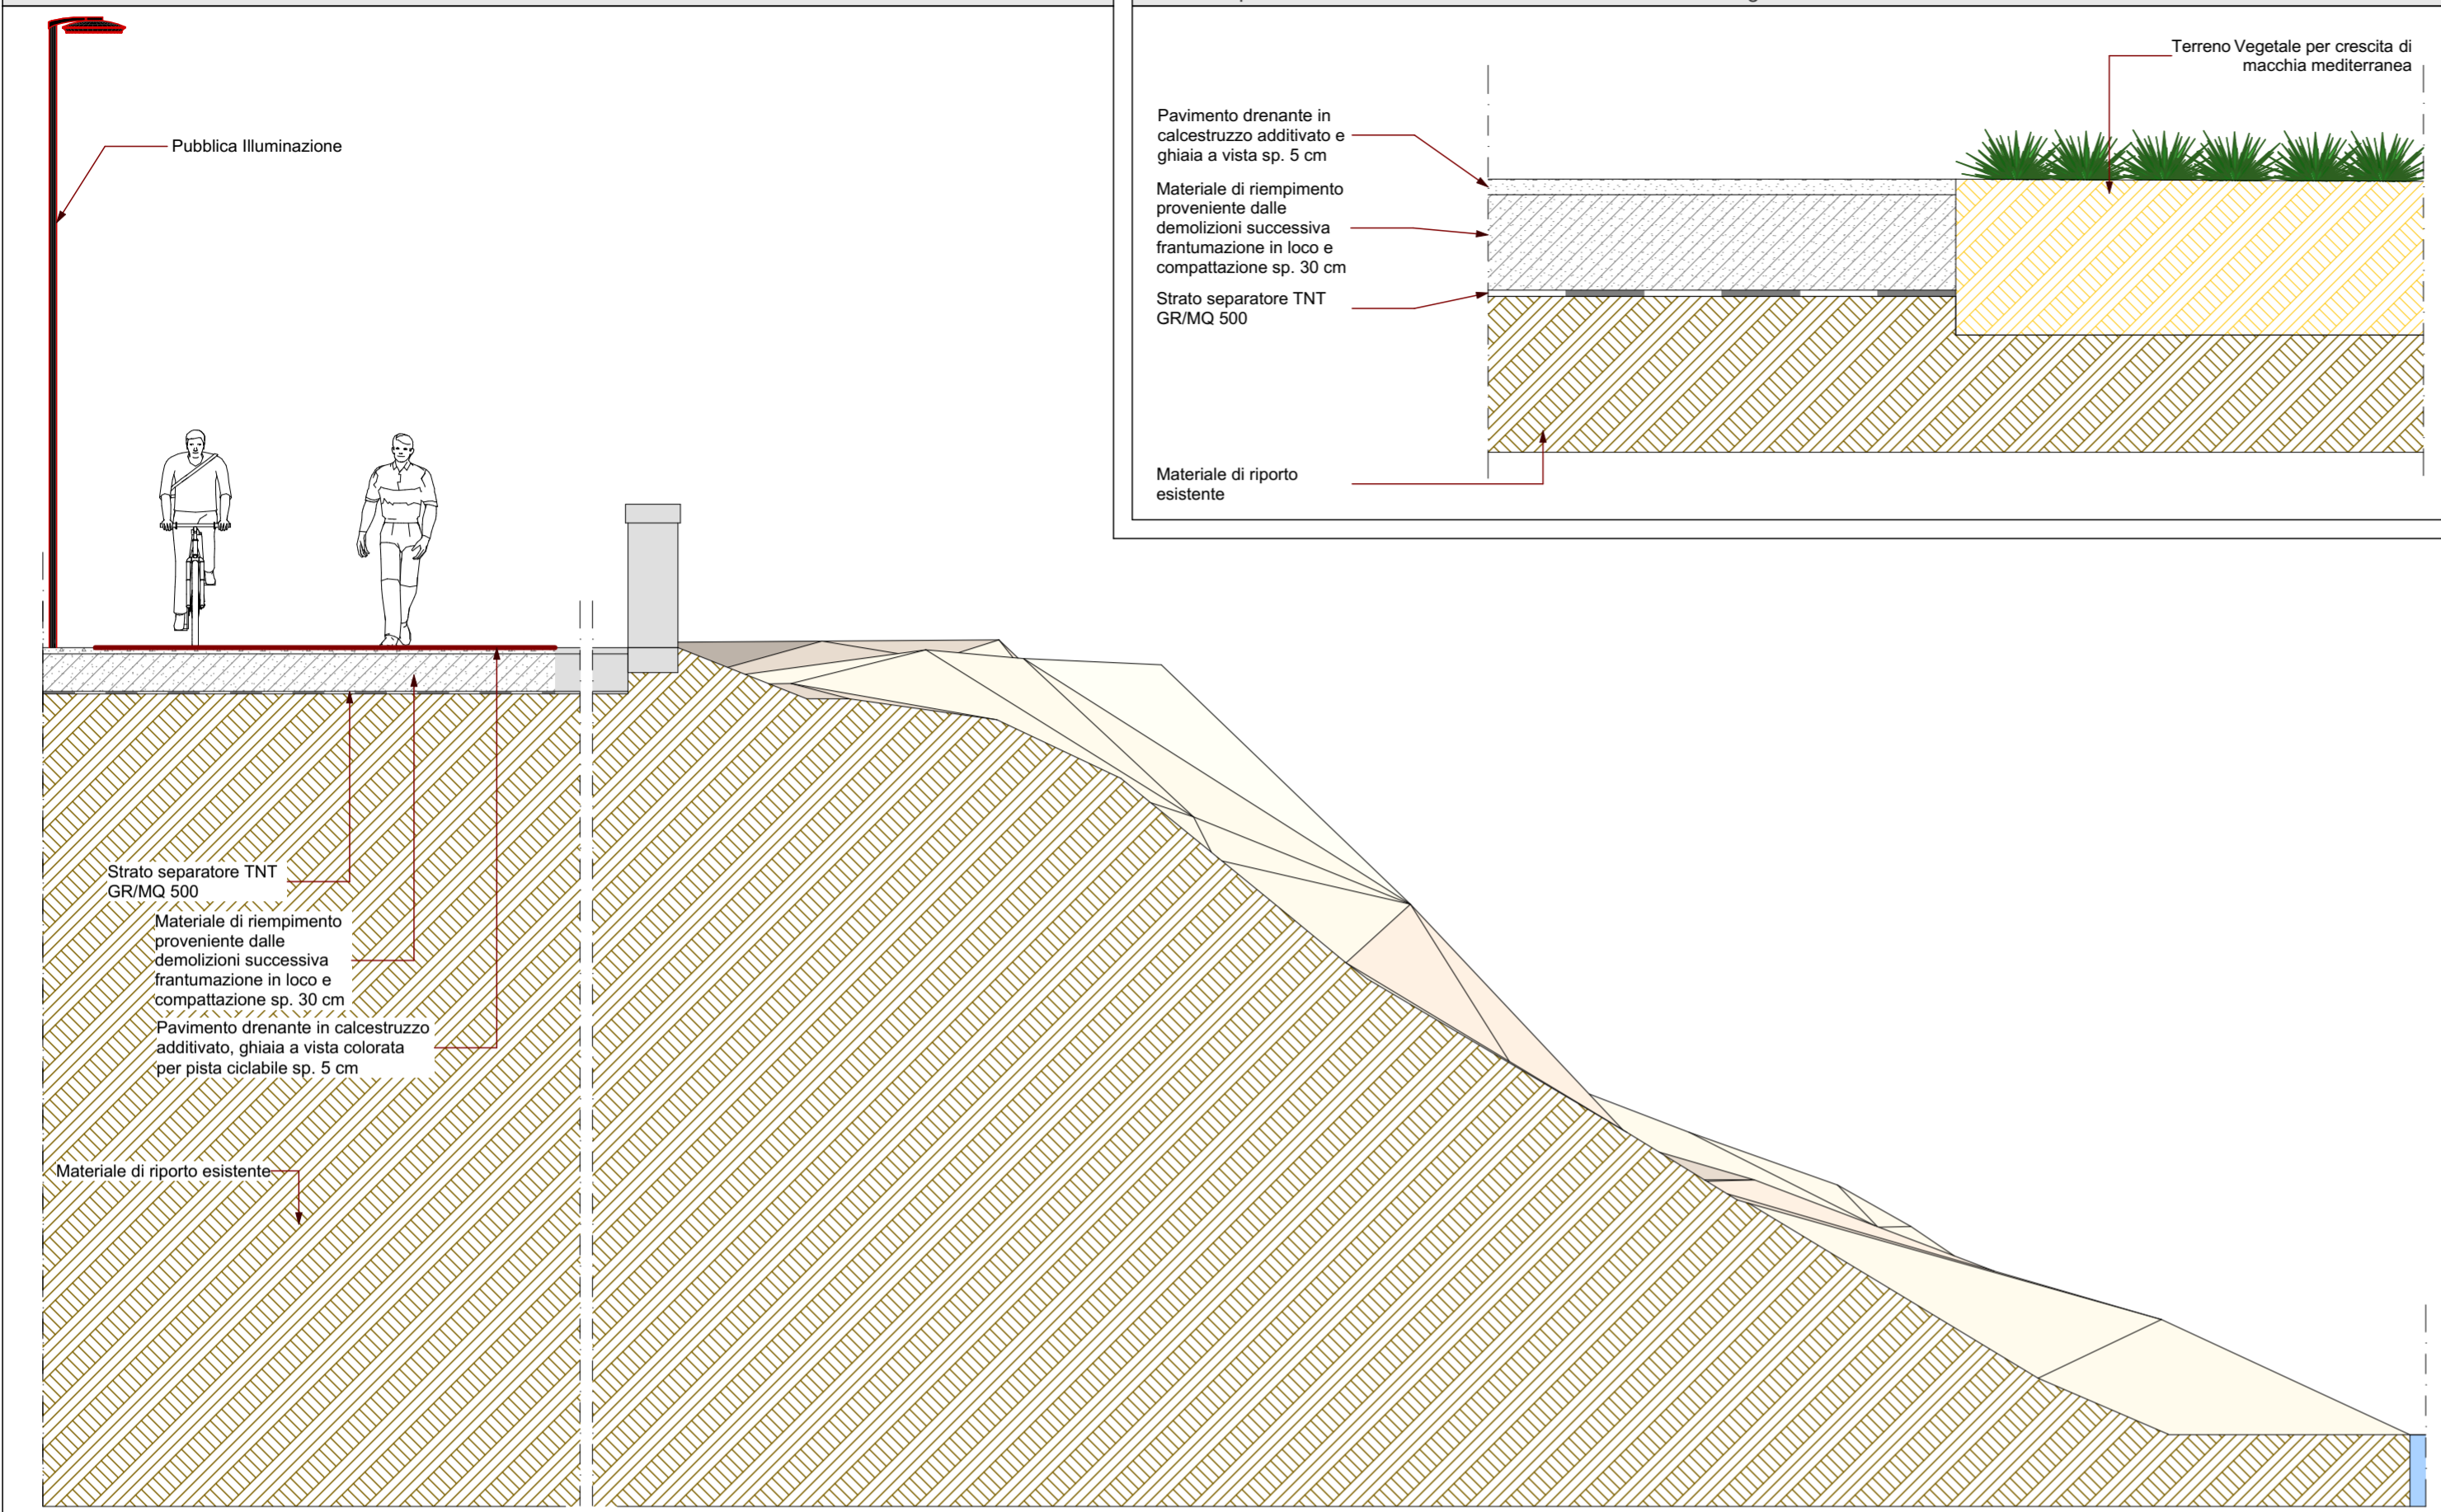 Pubblica Illuminazione
Strato separatore TNT
GR/MQ 500
Materiale di riempimento
proveniente dalle
demolizioni successiva
frantumazione in loco e
compattazione sp. 30 cm
Pavimento drenante in calcestruzzo
additivato, ghiaia a vista colorata
per pista ciclabile sp. 5 cm
Materiale di riporto esistente
Terreno Vegetale per crescita di
macchia mediterranea
Pavimento drenante in
calcestruzzo additivato e
ghiaia a vista sp. 5 cm
Materiale di riempimento
proveniente dalle
demolizioni successiva
frantumazione in loco e
compattazione sp. 30 cm
Strato separatore TNT
GR/MQ 500
Materiale di riporto
esistente